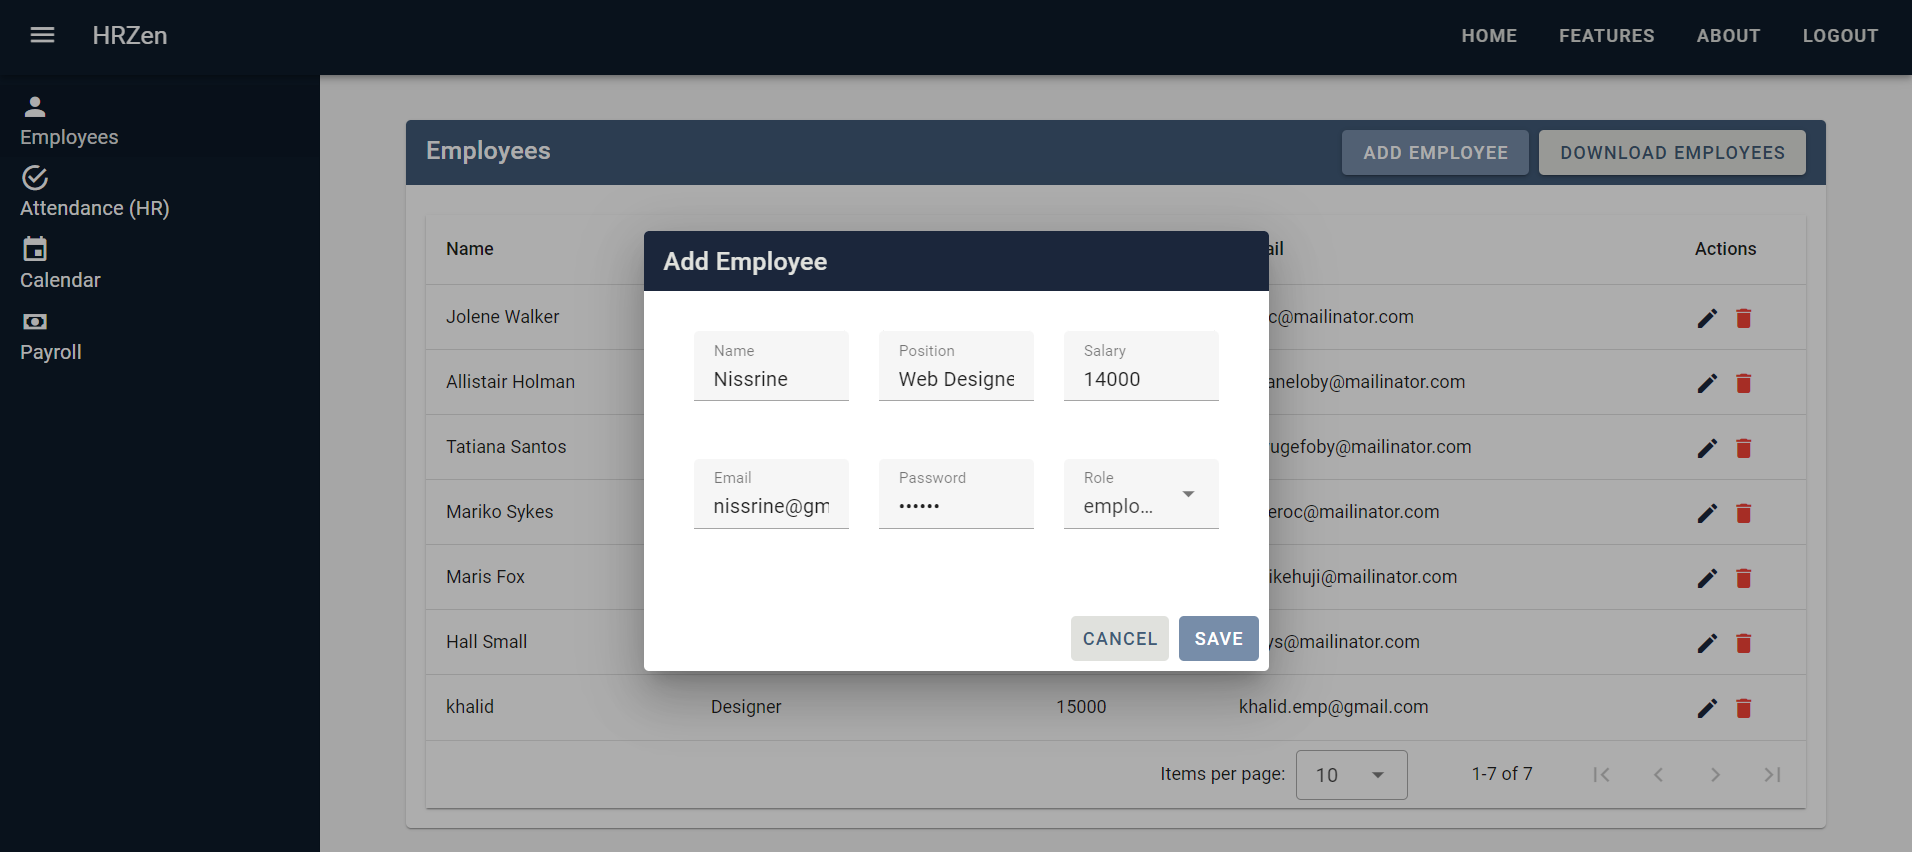 HRZen
HOME FEATURES ABOUT LOGOUT
Employees
Attendance (HR)
Calendar
Payroll
Employees
ADD EMPLOYEE DOWNLOAD EMPLOYEES
Name ail Actions
Jolene Walker c@mailinator.com
Allistair Holman aneloby@mailinator.com
Tatiana Santos ugefoby@mailinator.com
Mariko Sykes eroc@mailinator.com
Maris Fox ikehuji@mailinator.com
Hall Small ys@mailinator.com
khalid Designer 15000 khalid.emp@gmail.com
Items per page: 10 1-7 of 7
Add Employee
Name Position Salary
Nissrine Web Designe 14000
Email Password Role
nissrine@gm •••••• emplo...
CANCEL SAVE